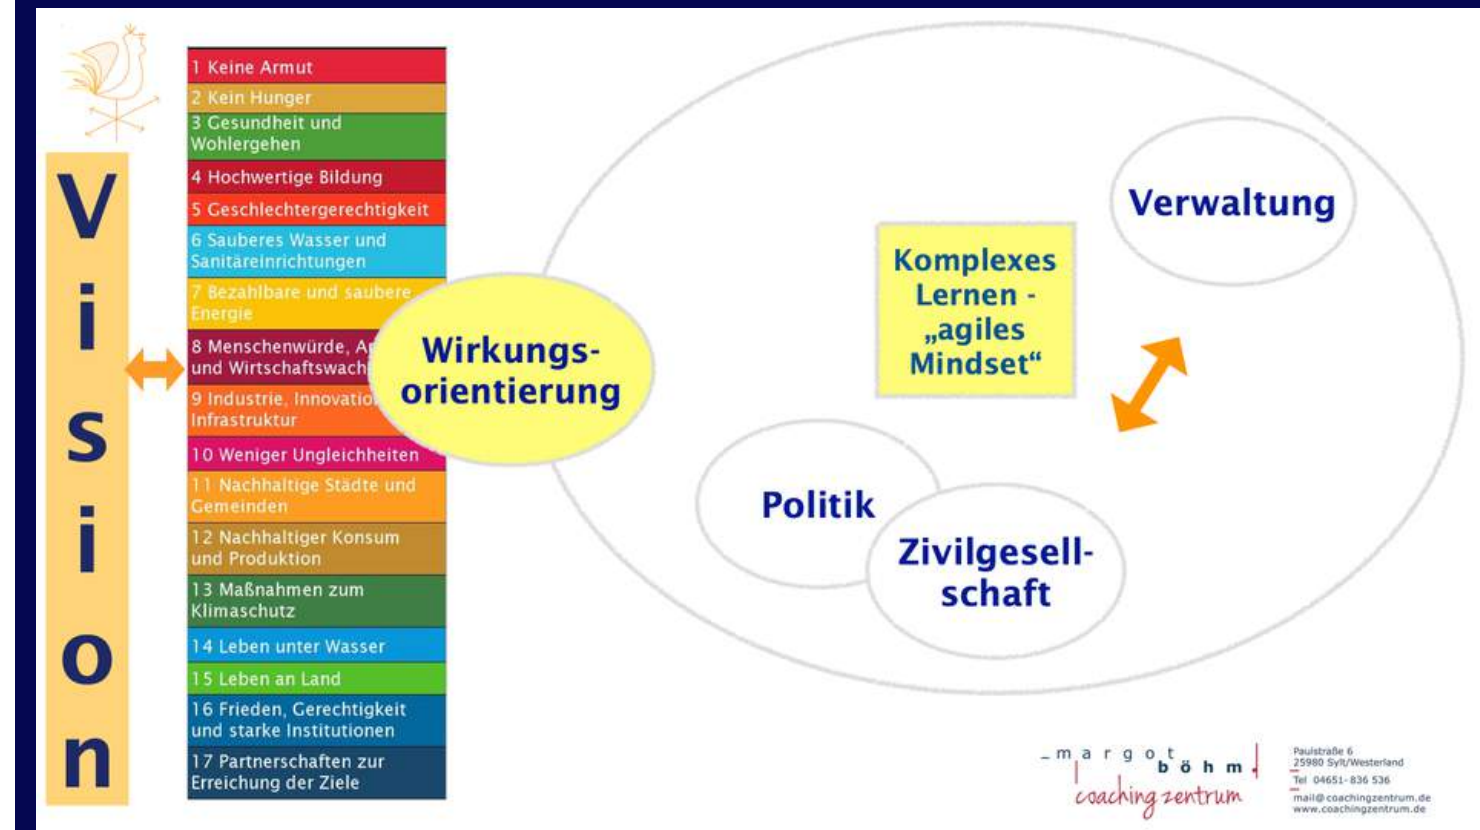 Vision
1 Keine Armut
2 Kein Hunger
3 Gesundheit und
Wohlergehen
4 Hochwertige Bildung
5 Geschlechtergerechtigkeit
6 Sauberes Wasser und
Sanitäreinrichtungen
7 Bezahlbare und saubere
Energie
8 Menschenwürde,
und
9 Industrie,
Infrastruktur
10 Weniger Ungleichheiten
11 Nachhaltige Städte und
Gemeinden
12 Nachhaltiger Konsum
und Produktion
13 Maßnahmen zum
Klimaschutz
14 Leben unter Wasser
15 Leben an Land
16 Frieden, Gerechtigkeit
und starke Institutionen
17 Partnerschaften zur
Erreichung der Ziele
Wirkungs-
orientierung
Komplexes
Lernen -
„agiles
Mindset“
Verwaltung
Politik
Zivilgesell-
schaft
margot
böhm
coaching zentrum
Paulstraße 6
25980 Sylt/Westerland
Tel 04651- 836 536
mail@coachingzentrum.de
www.coachingzentrum.de